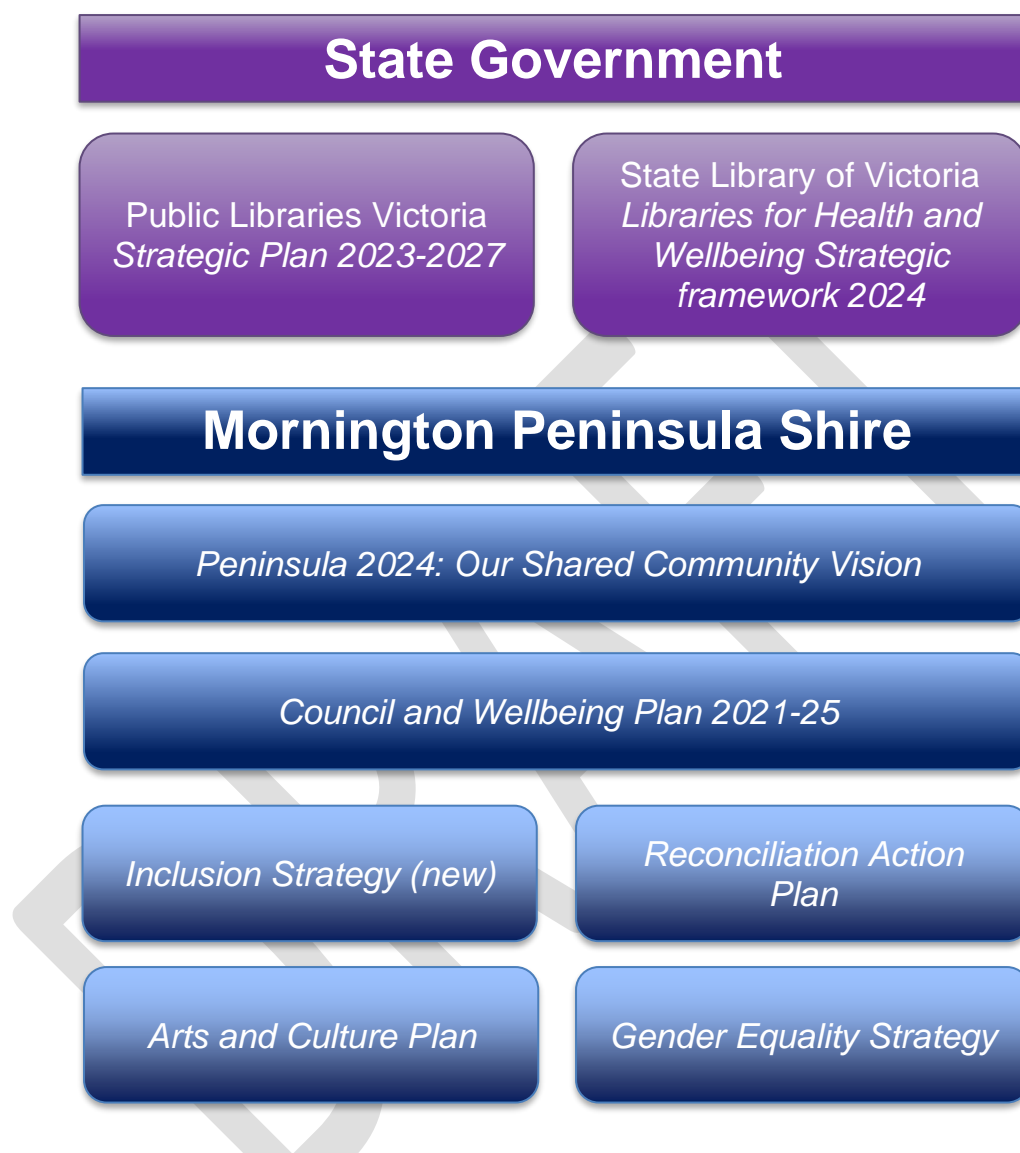 State Government
Public Libraries Victoria
Strategic Plan 2023-2027
State Library of Victoria
Libraries for Health and
Wellbeing Strategic
framework 2024
Mornington Peninsula Shire
Peninsula 2024: Our Shared Community Vision
Council and Wellbeing Plan 2021-25
Inclusion Strategy (new)
Reconciliation Action
Plan
Arts and Culture Plan
Gender Equality Strategy